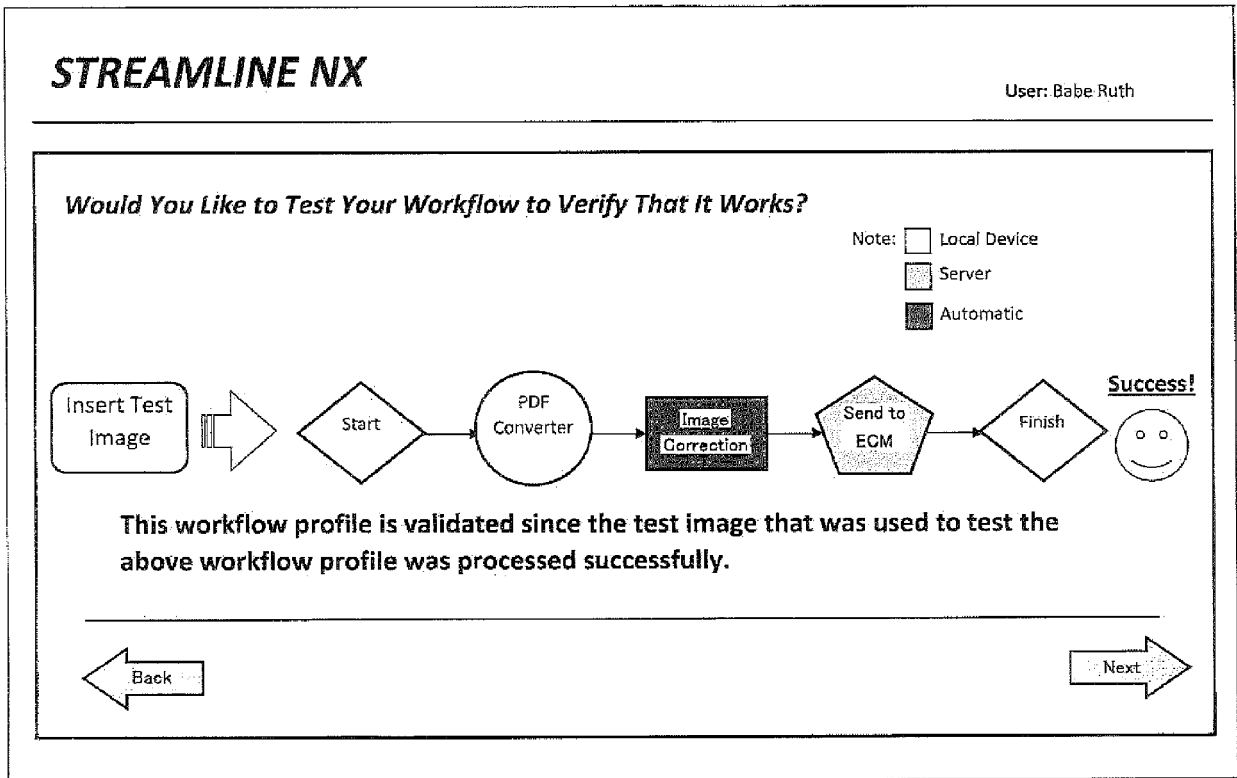 STREAMLINE NX
User: Babe Ruth
Would You Like to Test Your Workflow to Verify That It Works?
Note: Local Device
Server
Automatic
Insert Test
Image
Start
PDF
Converter
Image
Correction
Send to
ECM
Finish
Success!
This workflow profile is validated since the test image that was used to test the
above workflow profile was processed successfully.
Back
Next